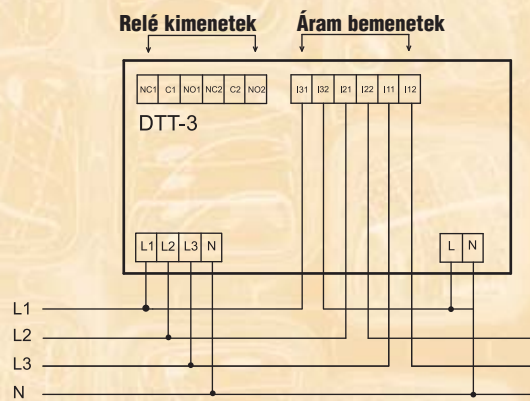 Relé kimenetek Áram bemenetek
NC1 C1 NO1 NC2 C2 NO2 I31 I32 I21 I22 I11 I12
DTT-3
L1 L2 L3 N L N
L1
L2
L3
N